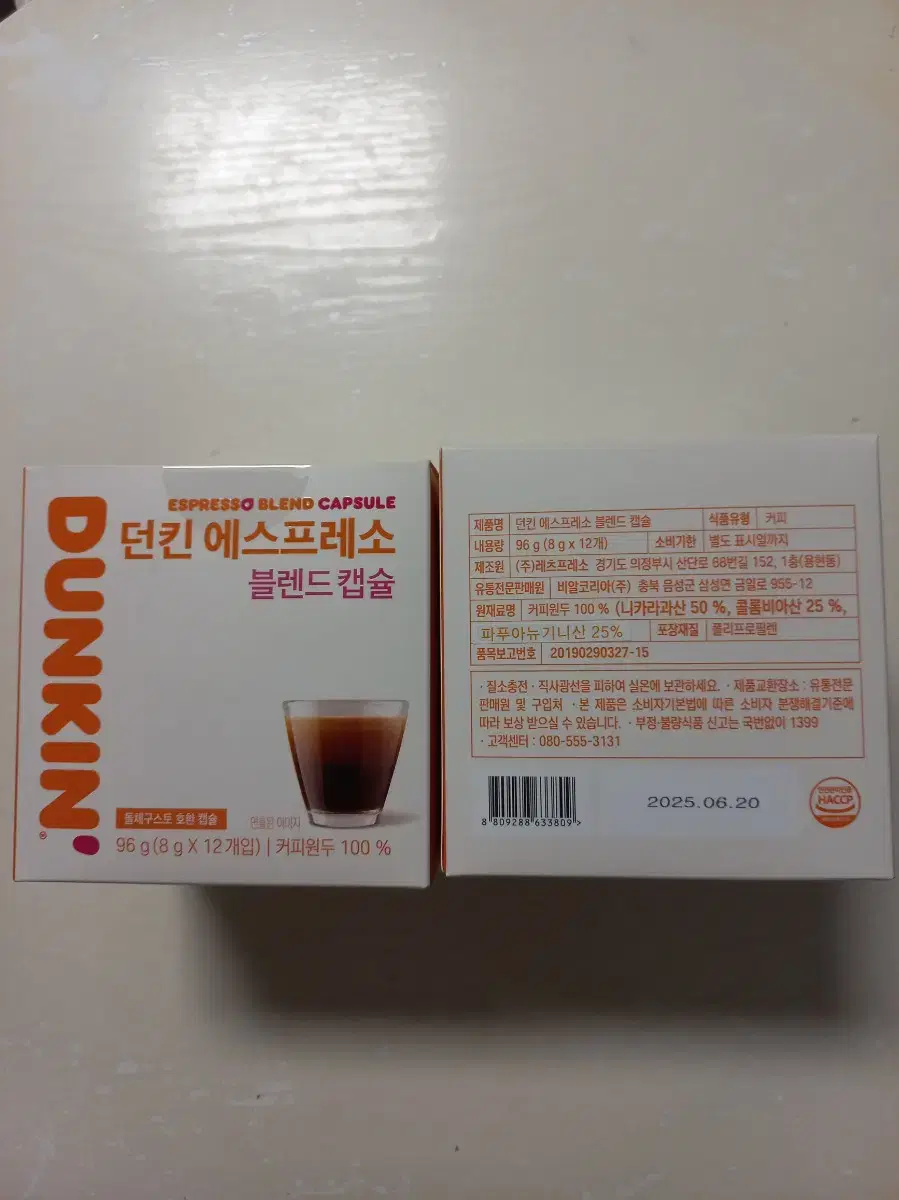 DUNKIN'
ESPRESSO BLEND CAPSULE
던킨 에스프레소
블렌드 캡슐
돌체구스토 호환 캡슐
연출된 이미지
96 g (8 g X 12개입) | 커피원두 100 %
제품명 던킨 에스프레소 블렌드 캡슐 식품유형 커피
내용량 96 g (8 g x 12개) 소비기한 별도 표시일까지
제조원 (주)레츠프레소 경기도 의정부시 산단로 68번길 152, 1층(용현동)
유통전문판매원 비알코리아(주) 충북 음성군 삼성면 금일로 955-12
원재료명 커피원두 100 % (니카라과산 50 %, 콜롬비아산 25 %,
파푸아뉴기니산 25% 포장재질 폴리프로필렌
품목보고번호 20190290327-15
· 질소충전 · 직사광선을 피하여 실온에 보관하세요. · 제품교환장소 : 유통전문
판매원 및 구입처 · 본 제품은 소비자기본법에 따른 소비자 분쟁해결기준에
따라 보상 받으실 수 있습니다. · 부정·불량식품 신고는 국번없이 1399
· 고객센터 : 080-555-3131
8 809288 633809
2025.06.20
HACCP